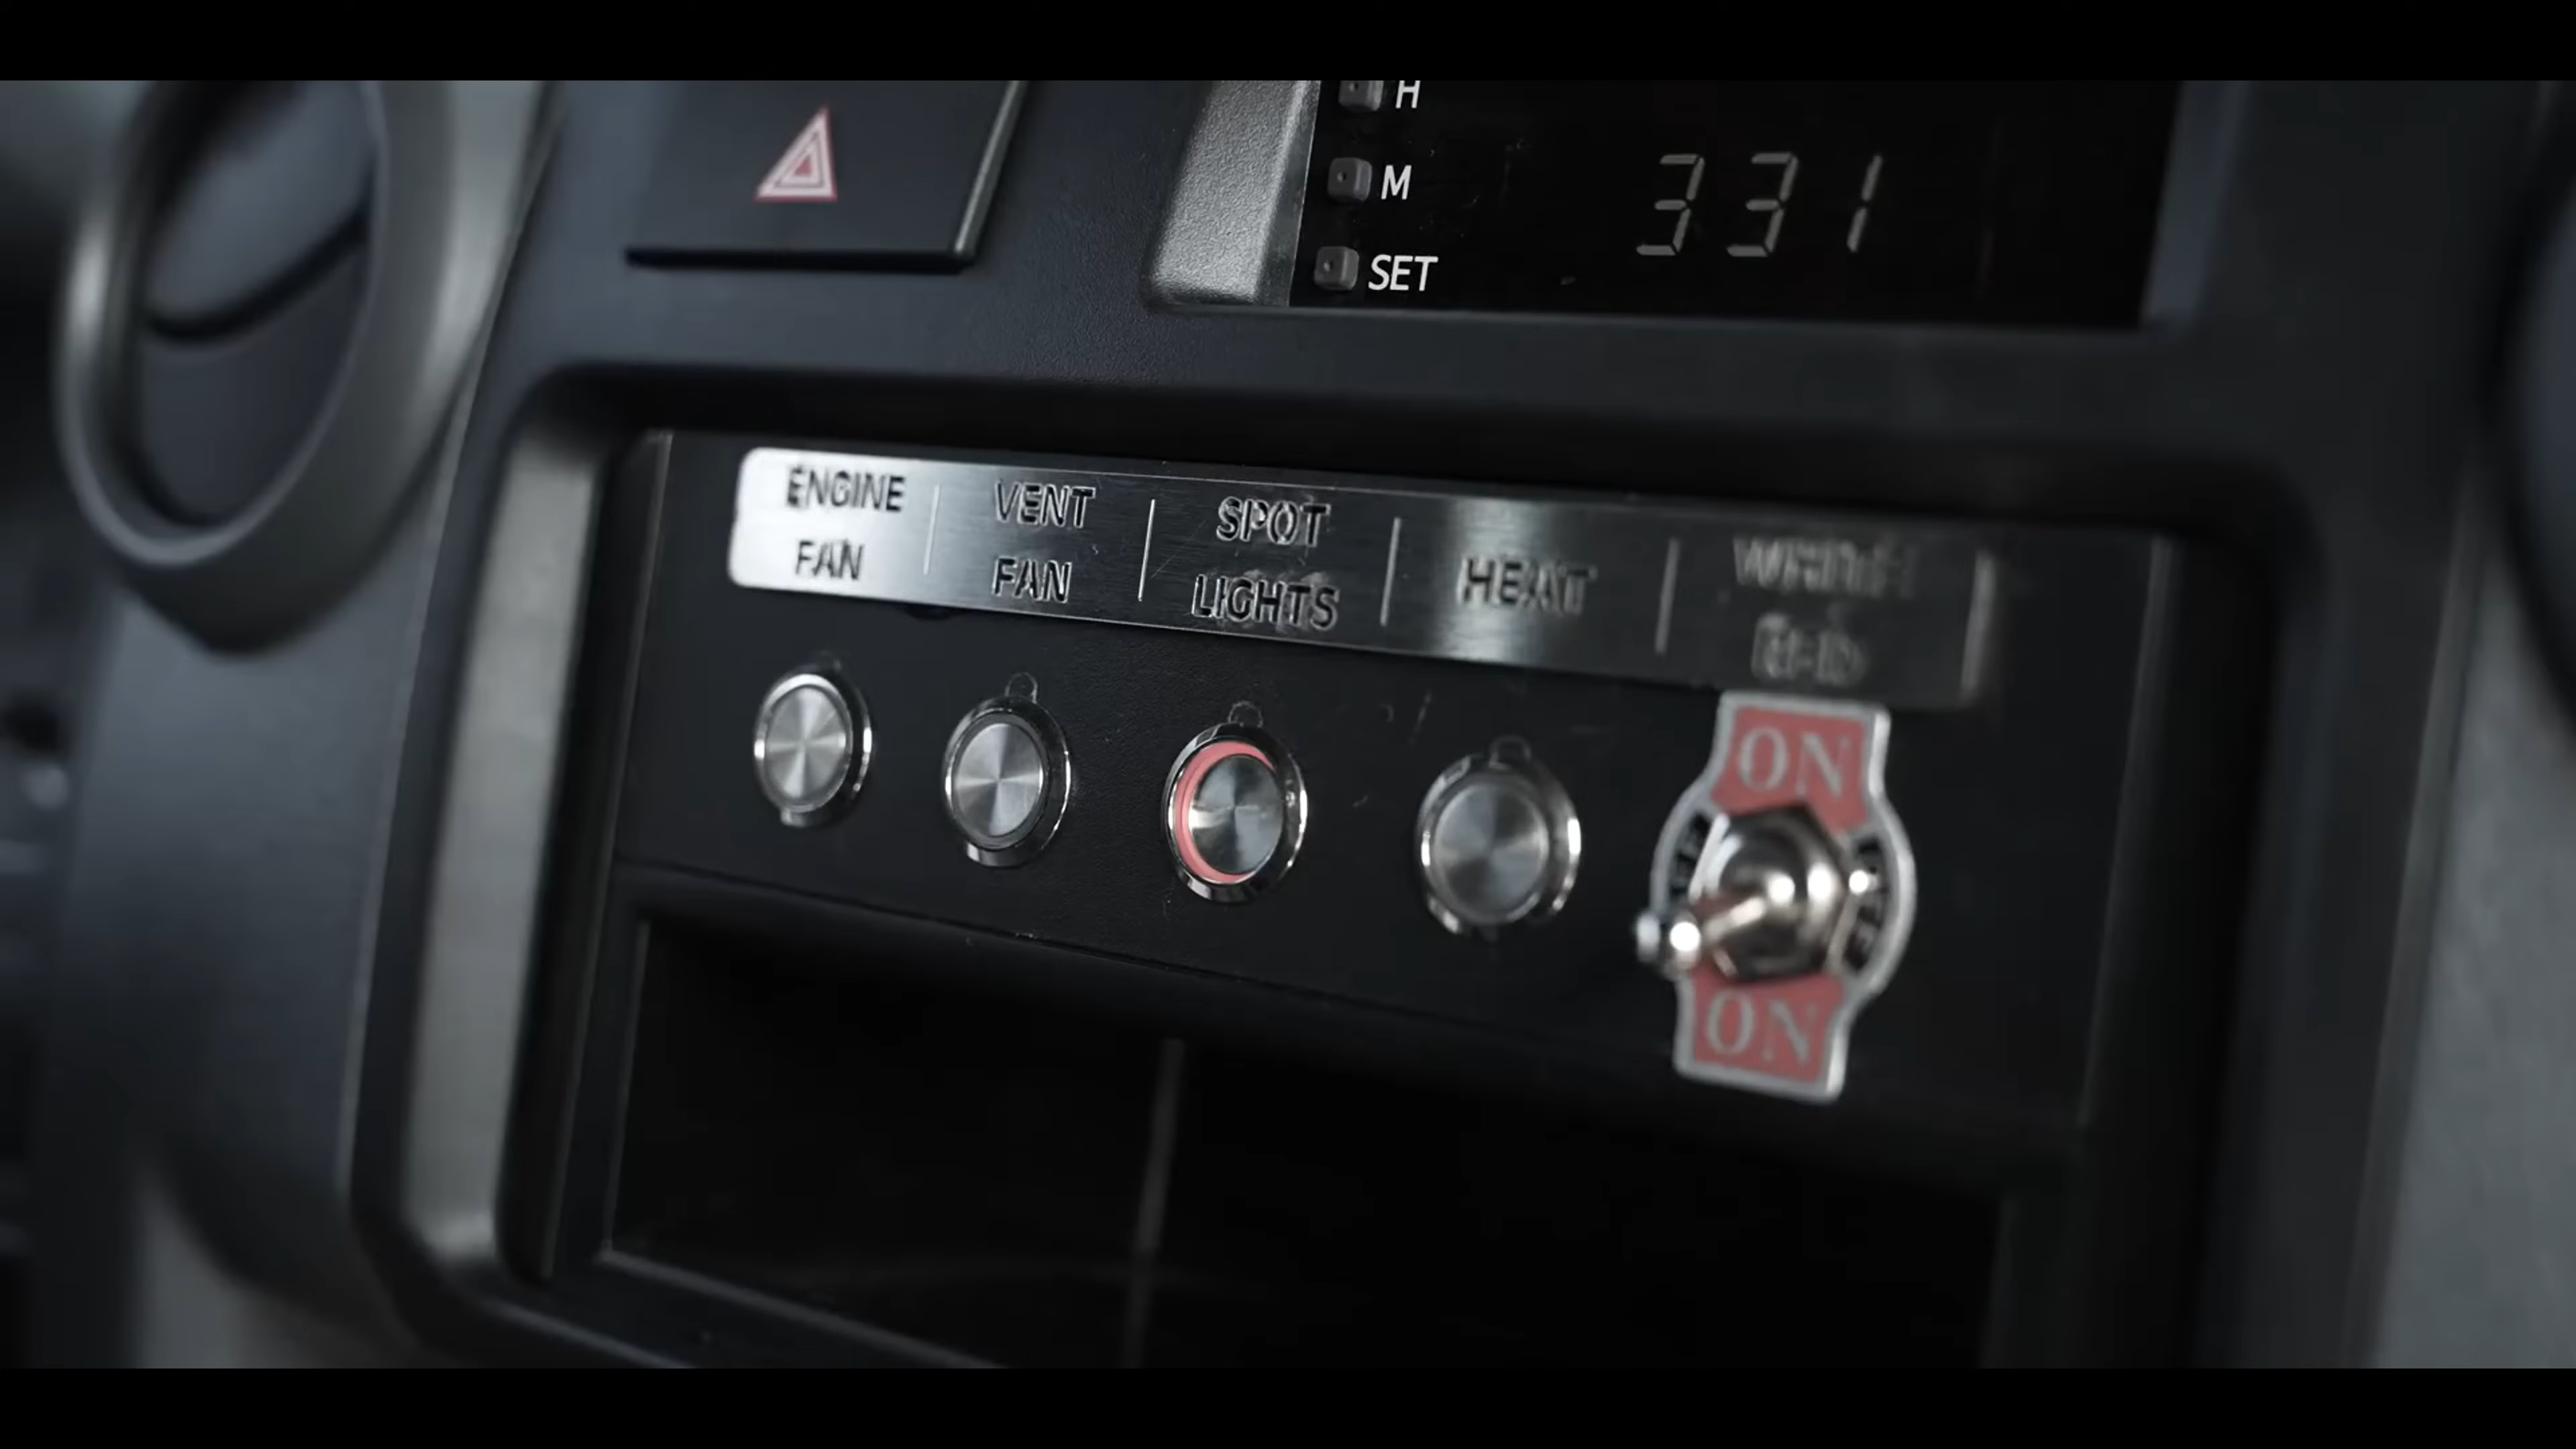 H
M
SET
331
ENGINE
FAN
VENT
FAN
SPOT
LIGHTS
HEAT
ON
ON